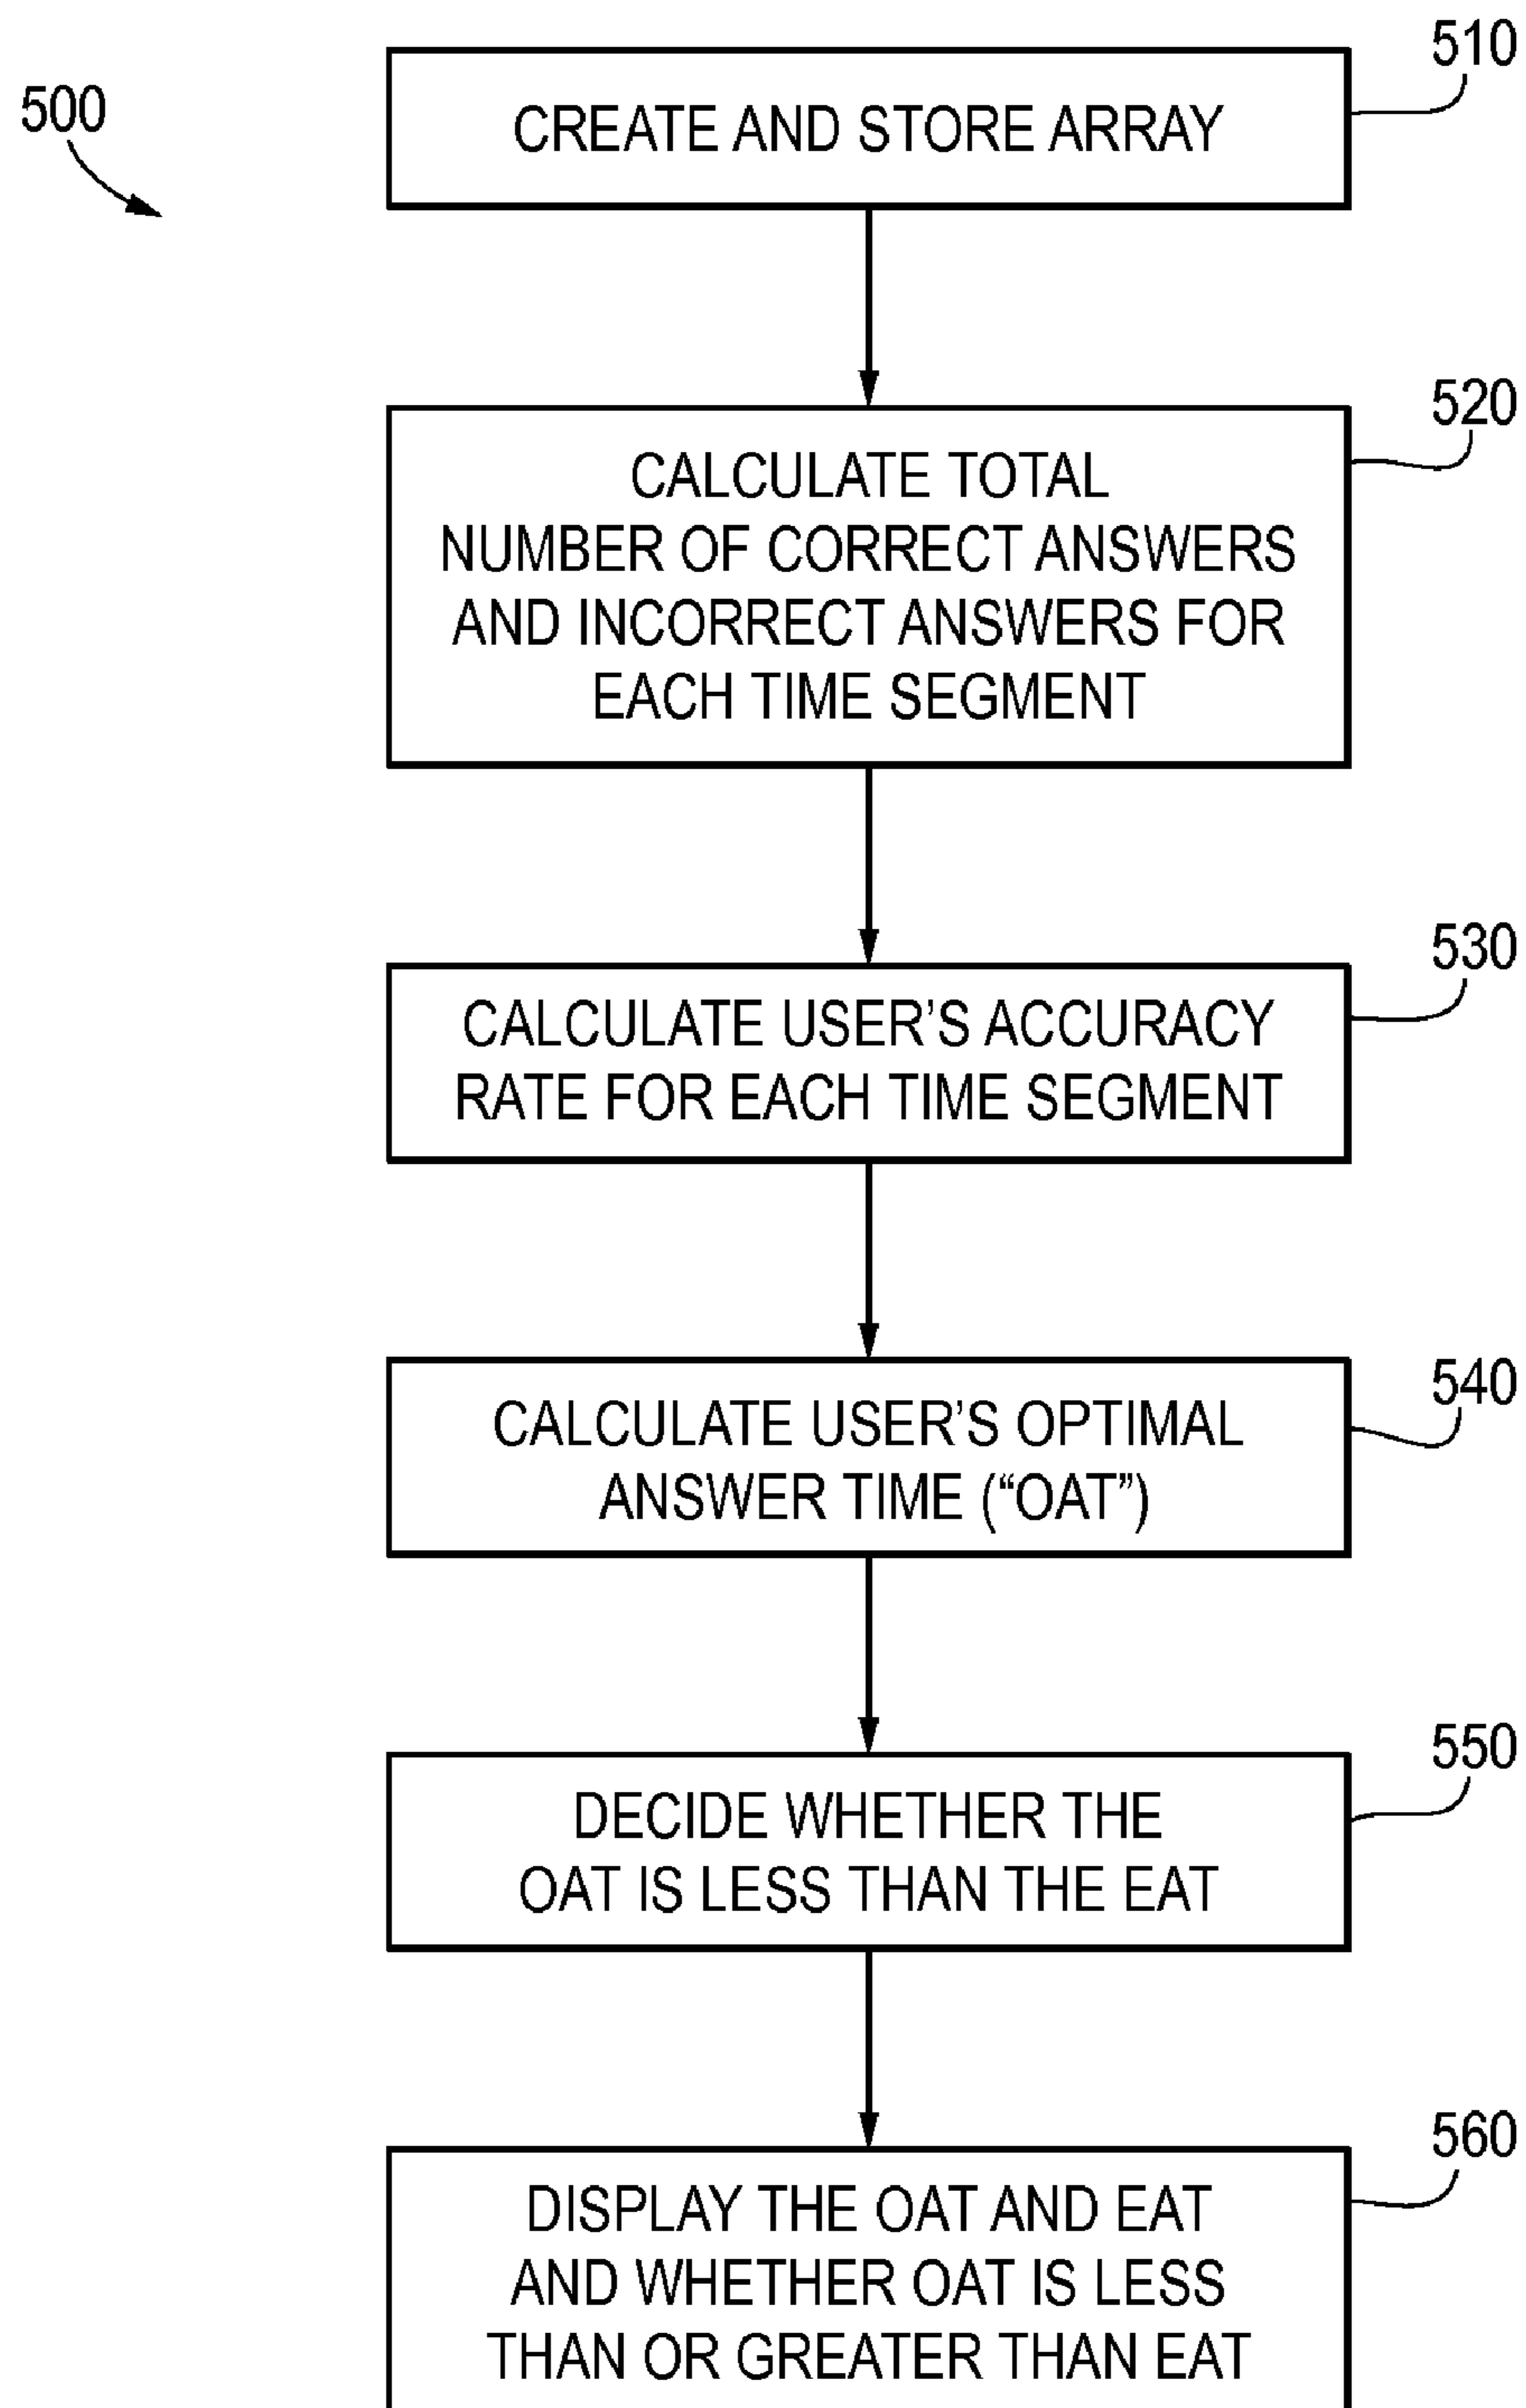 500
510
CREATE AND STORE ARRAY
520
CALCULATE TOTAL
NUMBER OF CORRECT ANSWERS
AND INCORRECT ANSWERS FOR
EACH TIME SEGMENT
530
CALCULATE USER’S ACCURACY
RATE FOR EACH TIME SEGMENT
540
CALCULATE USER’S OPTIMAL
ANSWER TIME (“OAT”)
550
DECIDE WHETHER THE
OAT IS LESS THAN THE EAT
560
DISPLAY THE OAT AND EAT
AND WHETHER OAT IS LESS
THAN OR GREATER THAN EAT